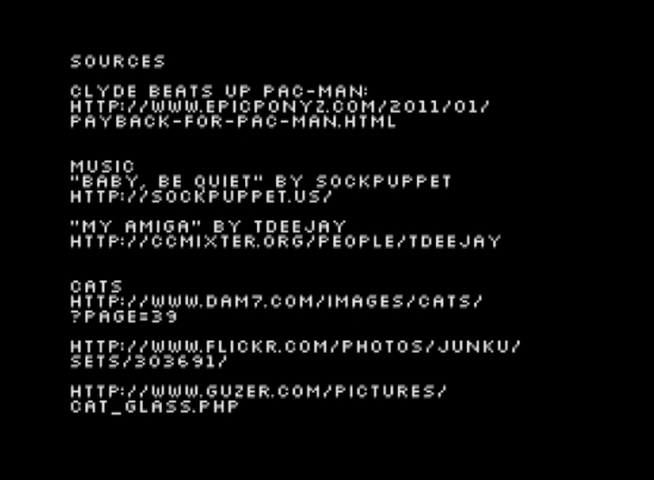 SOURCES
CLYDE BEATS UP PAC-MAN:
HTTP://WWW.EPICPONYZ.COM/2011/01/
PAYBACK-FOR-PAC-MAN.HTML
MUSIC
"BABY, BE QUIET" BY SOCKPUPPET
HTTP://SOCKPUPPET.US/
"MY AMIGA" BY TDEEJAY
HTTP://CCMIXTER.ORG/PEOPLE/TDEEJAY
CATS
HTTP://WWW.DAM7.COM/IMAGES/CATS/
?PAGE=39
HTTP://WWW.FLICKR.COM/PHOTOS/JUNKU/
SETS/303691/
HTTP://WWW.GUZER.COM/PICTURES/
CAT_GLASS.PHP